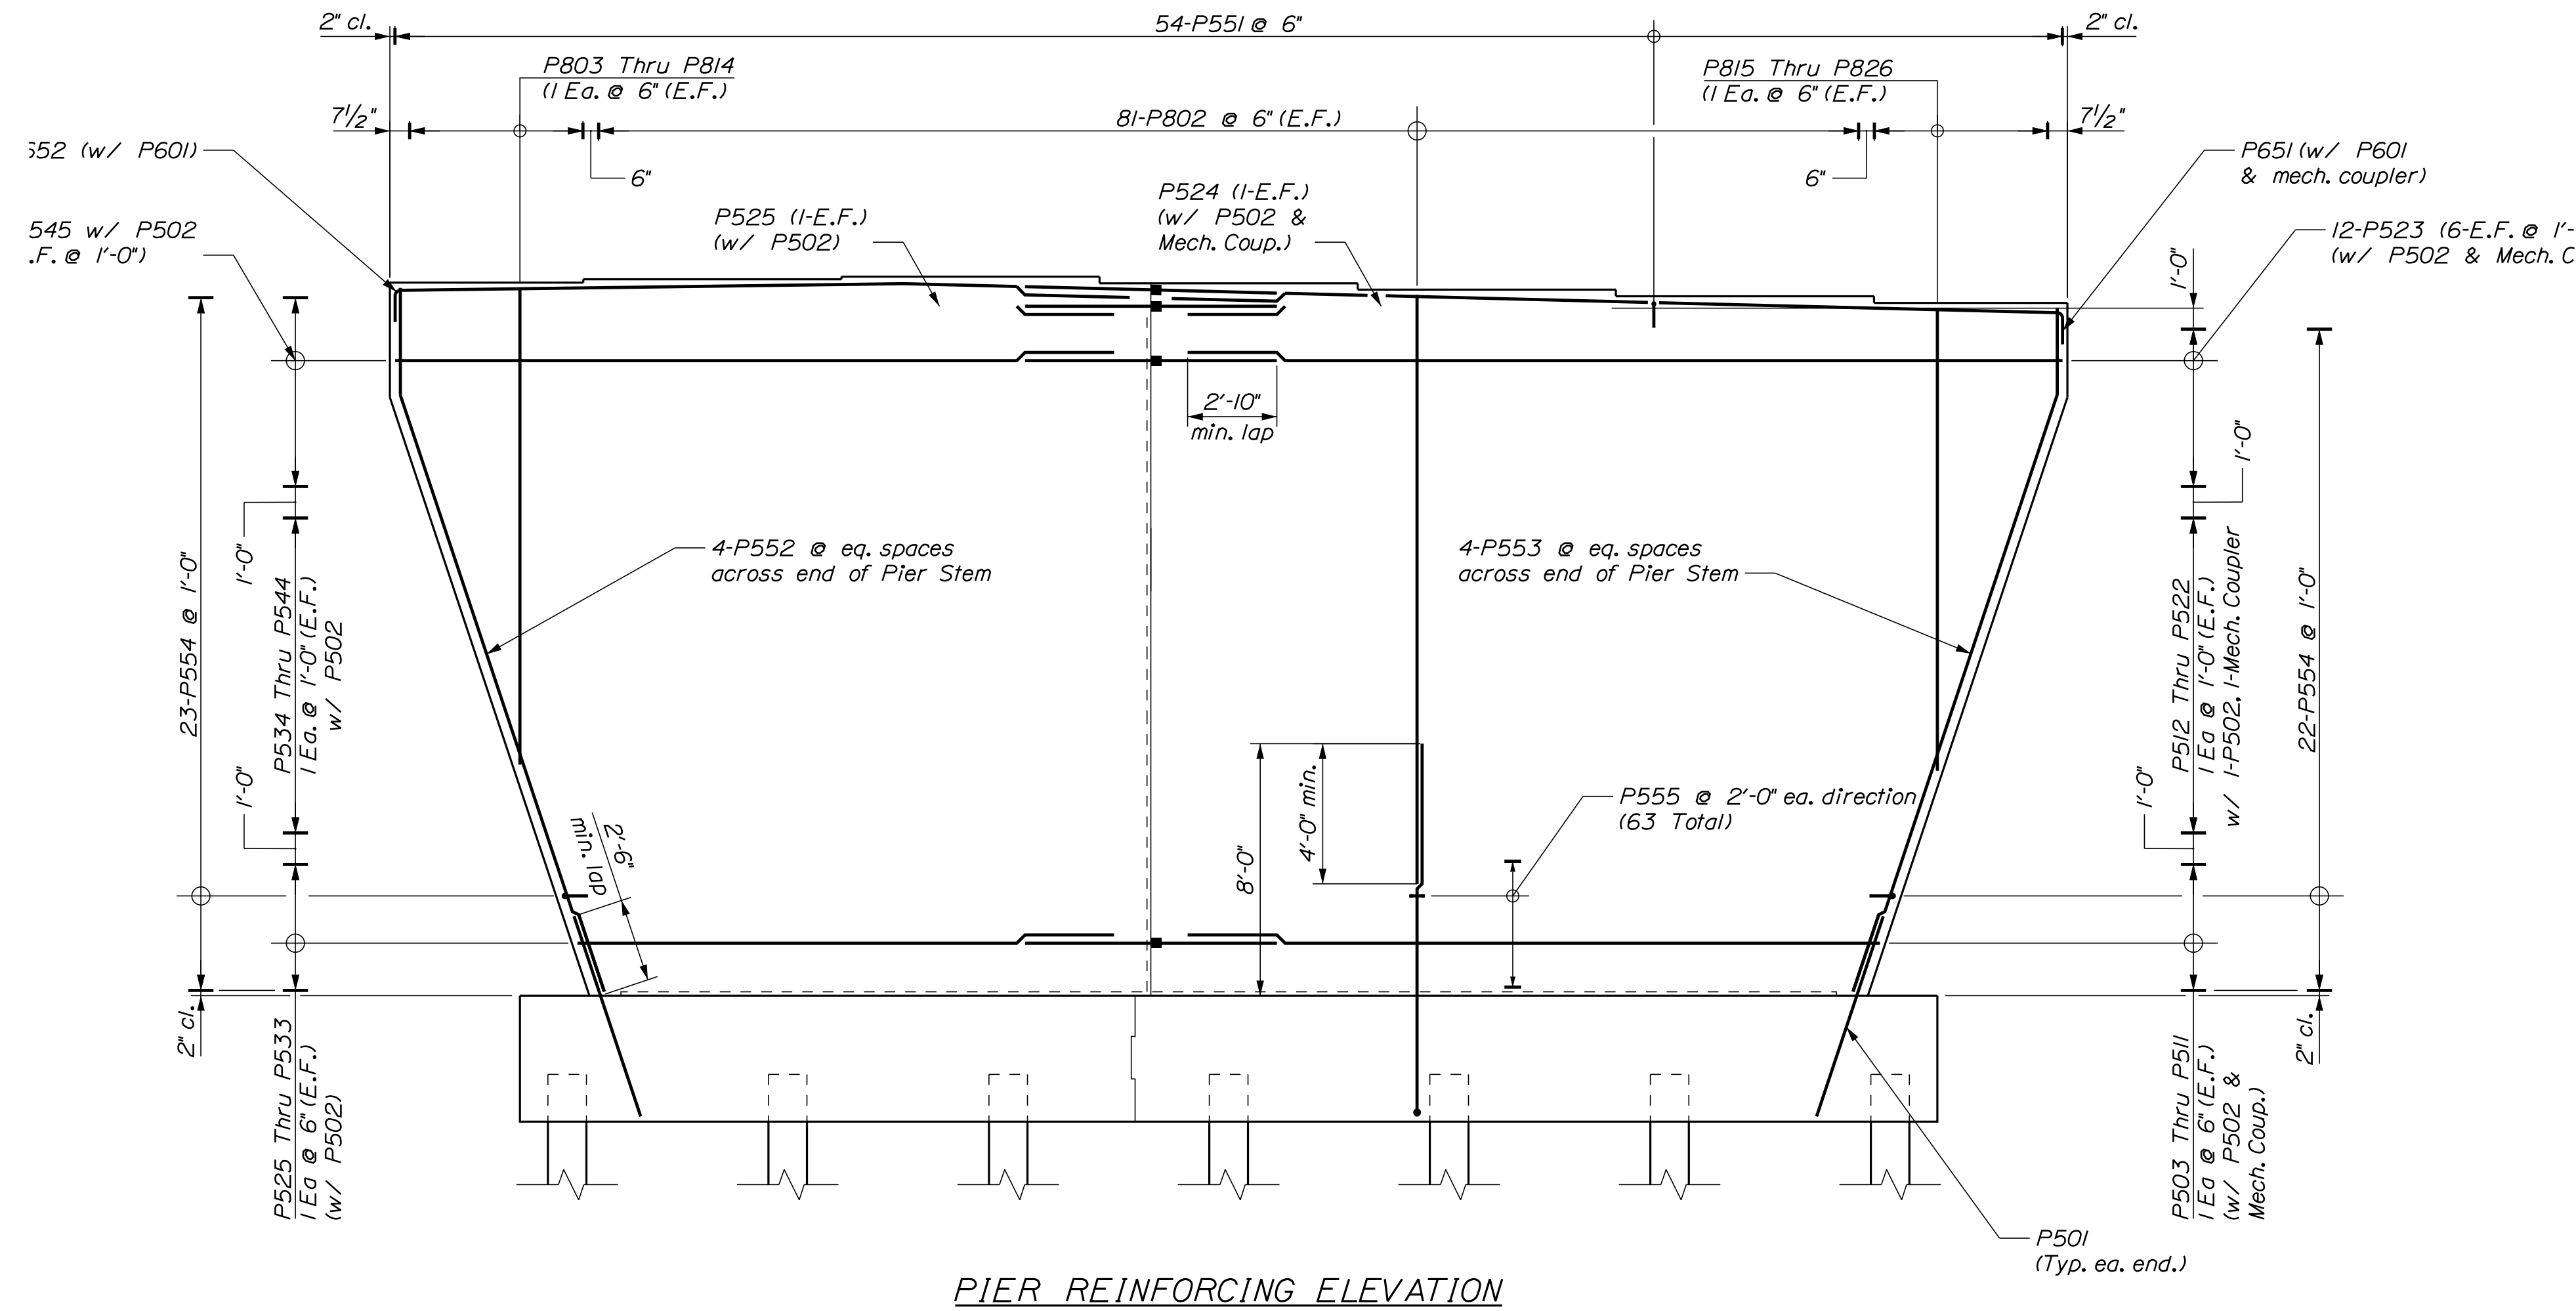 2" cl.
54-P551 @ 6"
2" cl.
P803 Thru P814
(1 Ea. @ 6" (E.F.)
P815 Thru P826
(1 Ea. @ 6" (E.F.)
7½"
81-P802 @ 6" (E.F.)
7½"
6"
6"
552 (w/ P601)
P651 (w/ P601
& mech. coupler)
545 w/ P502
.F. @ 1'-0")
P525 (1-E.F.)
(w/ P502)
P524 (1-E.F.)
(w/ P502 &
Mech. Coup.)
12-P523 (6-E.F. @ 1'-
(w/ P502 & Mech. C
1'-0"
2'-10"
min. lap
1'-0"
1'-0"
4-P552 @ eq. spaces
across end of Pier Stem
4-P553 @ eq. spaces
across end of Pier Stem
23-P554 @ 1'-0"
P534 Thru P544
1 Ea. @ 1'-0" (E.F.)
w/ P502
P512 Thru P522
1 Ea @ 1'-0" (E.F.)
w/ 1-P502, 1-Mech. Coupler
22-P554 @ 1'-0"
1'-0"
1'-0"
2'-6"
min. lap
8'-0"
4'-0" min.
P555 @ 2'-0" ea. direction
(63 Total)
2" cl.
2" cl.
P525 Thru P533
1 Ea @ 6" (E.F.)
(w/ P502)
P503 Thru P511
1 Ea @ 6" (E.F.)
(w/ P502 &
Mech. Coup.)
P501
(Typ. ea. end.)
PIER REINFORCING ELEVATION